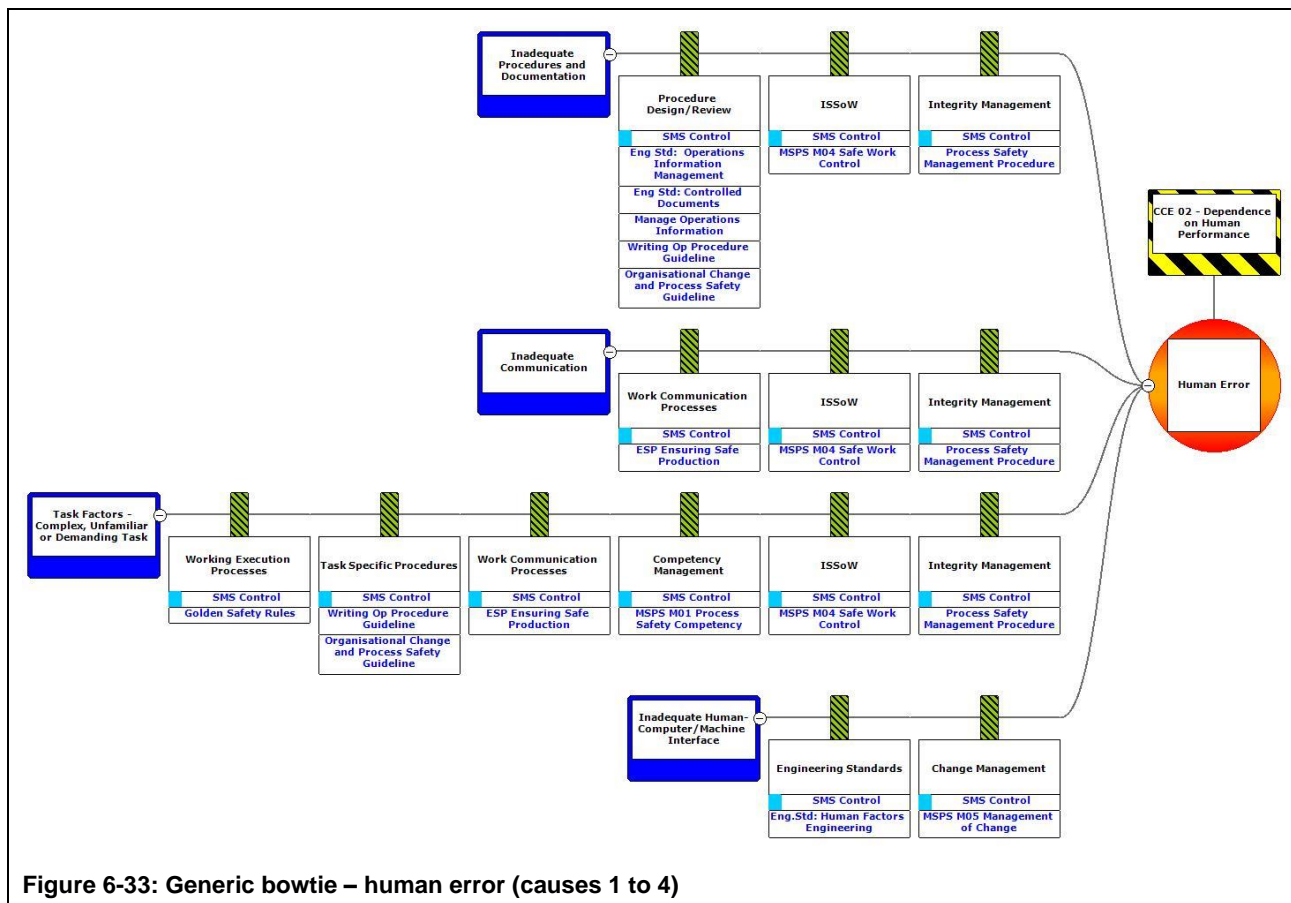 Inadequate
Procedures and
Documentation
Procedure
Design/Review
SMS Control
Eng Std: Operations
Information
Management
Eng Std: Controlled
Documents
Manage Operations
Information
Writing Op Procedure
Guideline
Organisational Change
and Process Safety
Guideline
ISSoW
SMS Control
MSPS M04 Safe Work
Control
Integrity Management
SMS Control
Process Safety
Management Procedure
CCE 02 - Dependence
on Human
Performance
Human Error
Inadequate
Communication
Work Communication
Processes
SMS Control
ESP Ensuring Safe
Production
ISSoW
SMS Control
MSPS M04 Safe Work
Control
Integrity Management
SMS Control
Process Safety
Management Procedure
Task Factors -
Complex, Unfamiliar
or Demanding Task
Working Execution
Processes
SMS Control
Golden Safety Rules
Task Specific Procedures
SMS Control
Writing Op Procedure
Guideline
Organisational Change
and Process Safety
Guideline
Work Communication
Processes
SMS Control
ESP Ensuring Safe
Production
Competency
Management
SMS Control
MSPS M01 Process
Safety Competency
ISSoW
SMS Control
MSPS M04 Safe Work
Control
Integrity Management
SMS Control
Process Safety
Management Procedure
Inadequate Human-
Computer/Machine
Interface
Engineering Standards
SMS Control
Eng.Std: Human Factors
Engineering
Change Management
SMS Control
MSPS M05 Management
of Change
Figure 6-33: Generic bowtie – human error (causes 1 to 4)